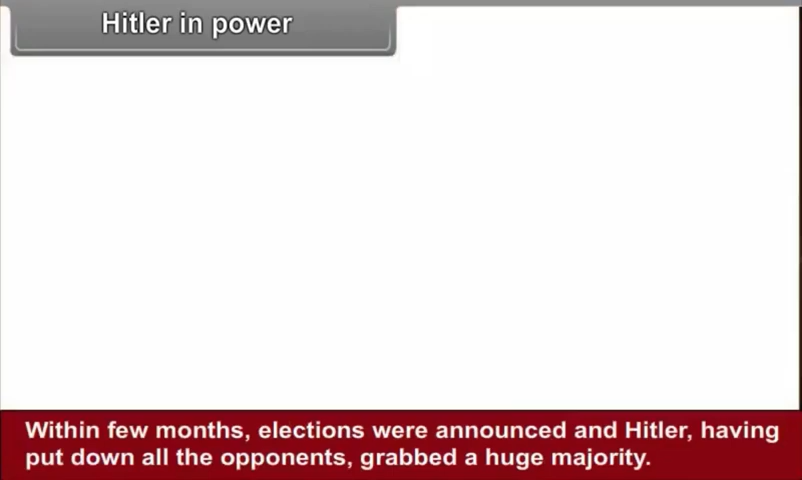 Hitler in power
Within few months, elections were announced and Hitler, having
put down all the opponents, grabbed a huge majority.